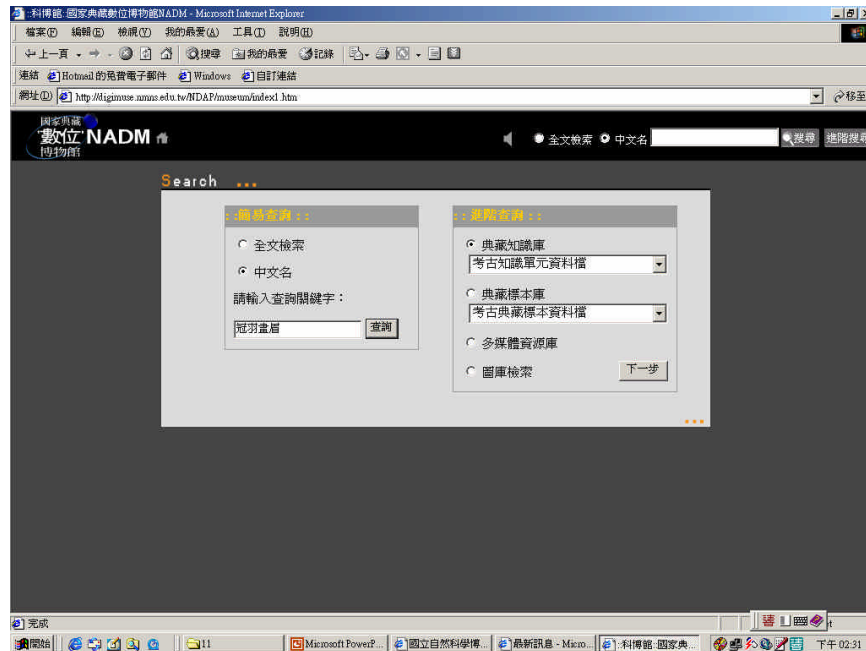 ::科博館::國家典藏數位博物館NADM - Microsoft Internet Explorer
檔案(F) 編輯(E) 檢視(V) 我的最愛(A) 工具(T) 說明(H)
上一頁 搜尋 我的最愛 記錄
連結 Hotmail 的免費電子郵件 Windows 自訂連結
網址(D) http://digimuse.nmns.edu.tw/NDAP/museum/index1.htm 移至
國家典藏
數位 NADM
博物館
全文檢索 中文名 搜尋 進階搜尋
Search ...
::簡易查詢::
全文檢索
中文名
請輸入查詢關鍵字：
冠羽畫眉 查詢
::進階查詢::
典藏知識庫
考古知識單元資料檔
典藏標本庫
考古典藏標本資料檔
多媒體資源庫
圖庫檢索 下一步
完成
開始 11 Microsoft PowerP... 國立自然科學博... 最新訊息 - Micro... ::科博館::國家典... 下午 02:31